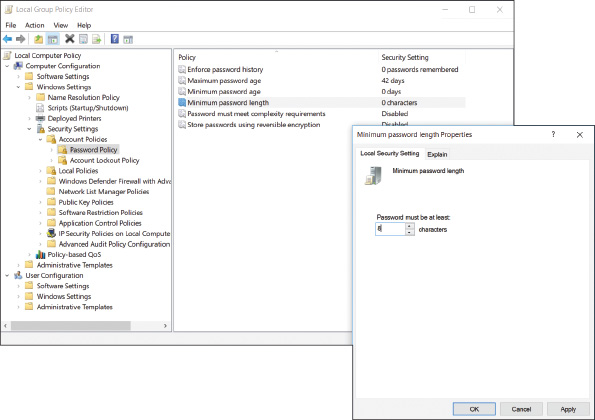 Local Group Policy Editor
File Action View Help
Local Computer Policy
Computer Configuration
Software Settings
Windows Settings
Name Resolution Policy
Scripts (Startup/Shutdown)
Deployed Printers
Security Settings
Account Policies
Password Policy
Account Lockout Policy
Local Policies
Windows Defender Firewall with Adva
Network List Manager Policies
Public Key Policies
Software Restriction Policies
Application Control Policies
IP Security Policies on Local Compute
Advanced Audit Policy Configuration
Policy-based QoS
Administrative Templates
User Configuration
Software Settings
Windows Settings
Administrative Templates
Policy Security Setting
Enforce password history 0 passwords remembered
Maximum password age 42 days
Minimum password age 0 days
Minimum password length 0 characters
Password must meet complexity requirements Disabled
Store passwords using reversible encryption Disabled
Minimum password length Properties
Local Security Setting Explain
Minimum password length
Password must be at least:
8 characters
OK Cancel Apply